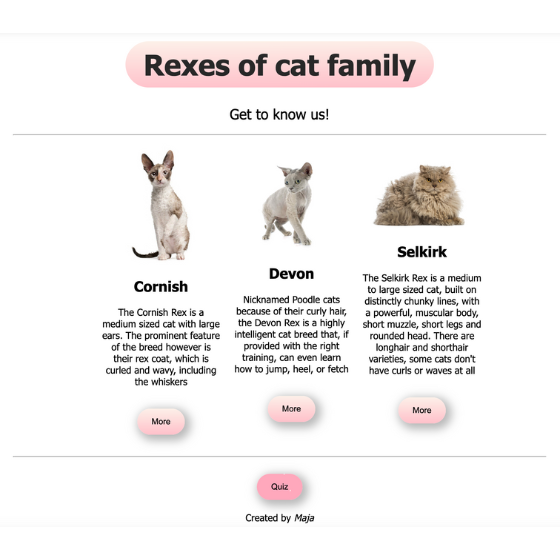 Rexes of cat family
Get to know us!
Cornish
The Cornish Rex is a
medium sized cat with large
ears. The prominent feature
of the breed however is
their rex coat, which is
curled and wavy, including
the whiskers
More
Devon
Nicknamed Poodle cats
because of their curly hair,
the Devon Rex is a highly
intelligent cat breed that, if
provided with the right
training, can even learn
how to jump, heel, or fetch
More
Selkirk
The Selkirk Rex is a medium
to large sized cat, built on
distinctly chunky lines, with
a powerful, muscular body,
short muzzle, short legs and
rounded head. There are
longhair and shorthair
varieties, some cats don't
have curls or waves at all
More
Quiz
Created by Maja